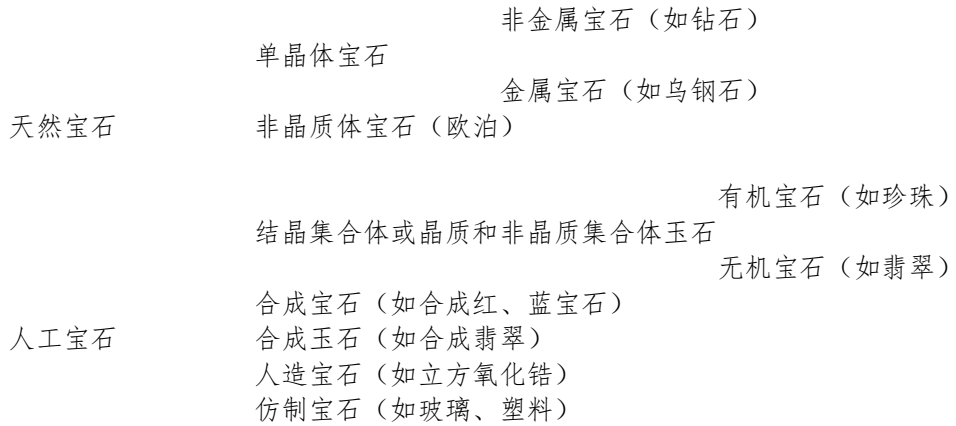 非金属宝石（如钻石）
单晶体宝石
金属宝石（如乌钢石）
天然宝石 非晶质体宝石（欧泊）
有机宝石（如珍珠）
结晶集合体或晶质和非晶质集合体玉石
无机宝石（如翡翠）
合成宝石（如合成红、蓝宝石）
人工宝石 合成玉石（如合成翡翠）
人造宝石（如立方氧化锆）
仿制宝石（如玻璃、塑料）